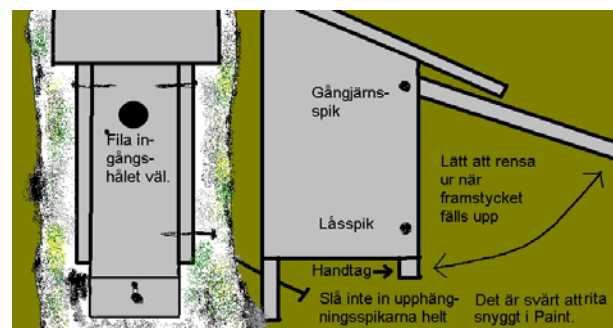 Fila in-
gångs-
hålet väl.
Gångjärns-
spik
Lätt att rensa
ur när
framstycket
fälls upp
Låsspik
Handtag
Slå inte in upphäng-
ningsspikarna helt
Det är svårt att rita
snyggt i Paint.